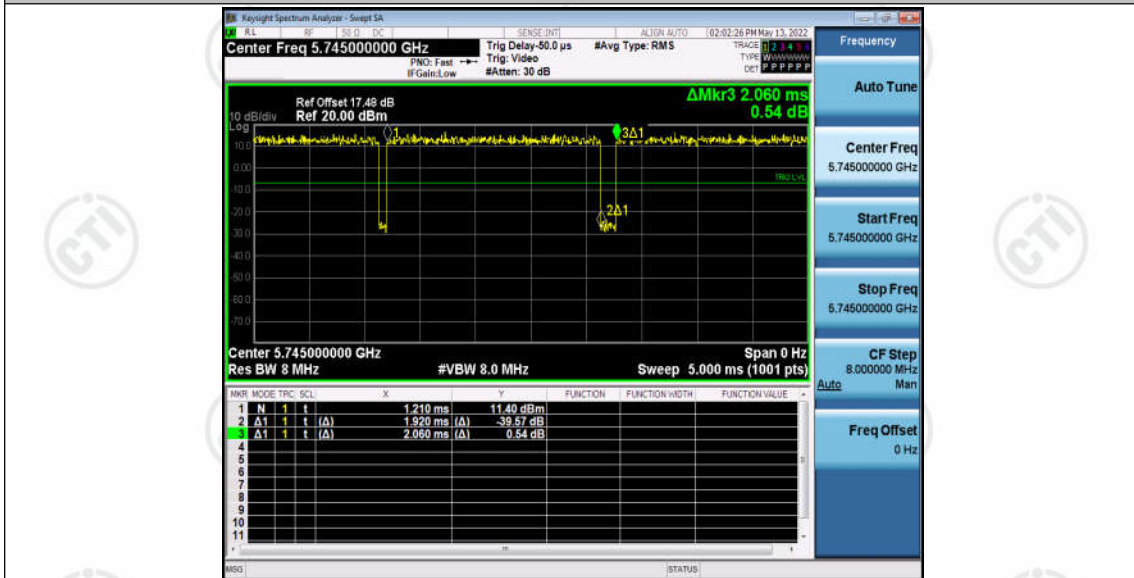 Keysight Spectrum Analyzer - Swept SA
RL RF 50 Ω DC SENSE:INT ALIGN AUTO 02:02:26 PM May 13, 2022
Center Freq 5.745000000 GHz Trig Delay-50.0 µs #Avg Type: RMS TRACE 1 2 3 4 5 6
PNO: Fast Trig: Video TYPE WWWWWW
IFGain:Low #Atten: 30 dB DET P P P P P P
Frequency
Auto Tune
Center Freq
5.745000000 GHz
Start Freq
5.745000000 GHz
Stop Freq
5.745000000 GHz
CF Step
8.000000 MHz
Auto Man
Freq Offset
0 Hz
ΔMkr3 2.060 ms
0.54 dB
Ref Offset 17.48 dB
10 dB/div Ref 20.00 dBm
Log
1
3Δ1
10.0
0.00
TRIG LVL
-10.0
-20.0
2Δ1
-30.0
-40.0
-50.0
-60.0
-70.0
Center 5.745000000 GHz Span 0 Hz
Res BW 8 MHz #VBW 8.0 MHz Sweep 5.000 ms (1001 pts)
MKR MODE TRC SCL X Y FUNCTION FUNCTION WIDTH FUNCTION VALUE
1 N 1 t 1.210 ms 11.40 dBm
2 Δ1 1 t (Δ) 1.920 ms (Δ) -39.57 dB
3 Δ1 1 t (Δ) 2.060 ms (Δ) 0.54 dB
4
5
6
7
8
9
10
11
MSG STATUS
CTI
CTI